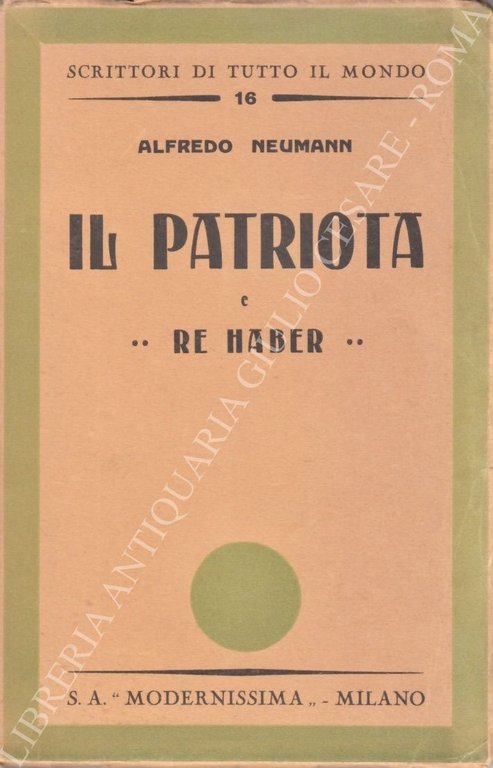 SCRITTORI DI TUTTO IL MONDO
16
ALFREDO NEUMANN
IL PATRIOTA
e
·· RE HABER ··
S. A. “ MODERNISSIMA „ - MILANO
LIBRERIA ANTIQUARIA GIULIO CESARE - ROMA